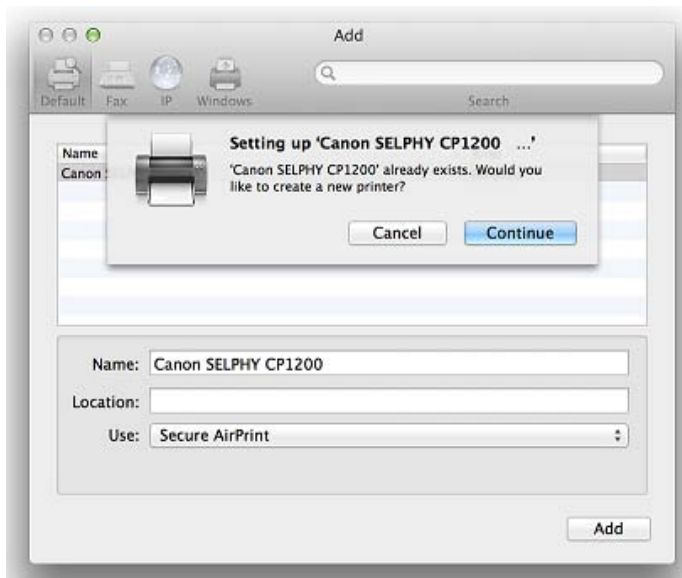 Add
Default Fax IP Windows Search
Setting up 'Canon SELPHY CP1200 ...'
'Canon SELPHY CP1200' already exists. Would you
like to create a new printer?
Cancel Continue
Name
Canon
Name: Canon SELPHY CP1200
Location:
Use: Secure AirPrint
Add